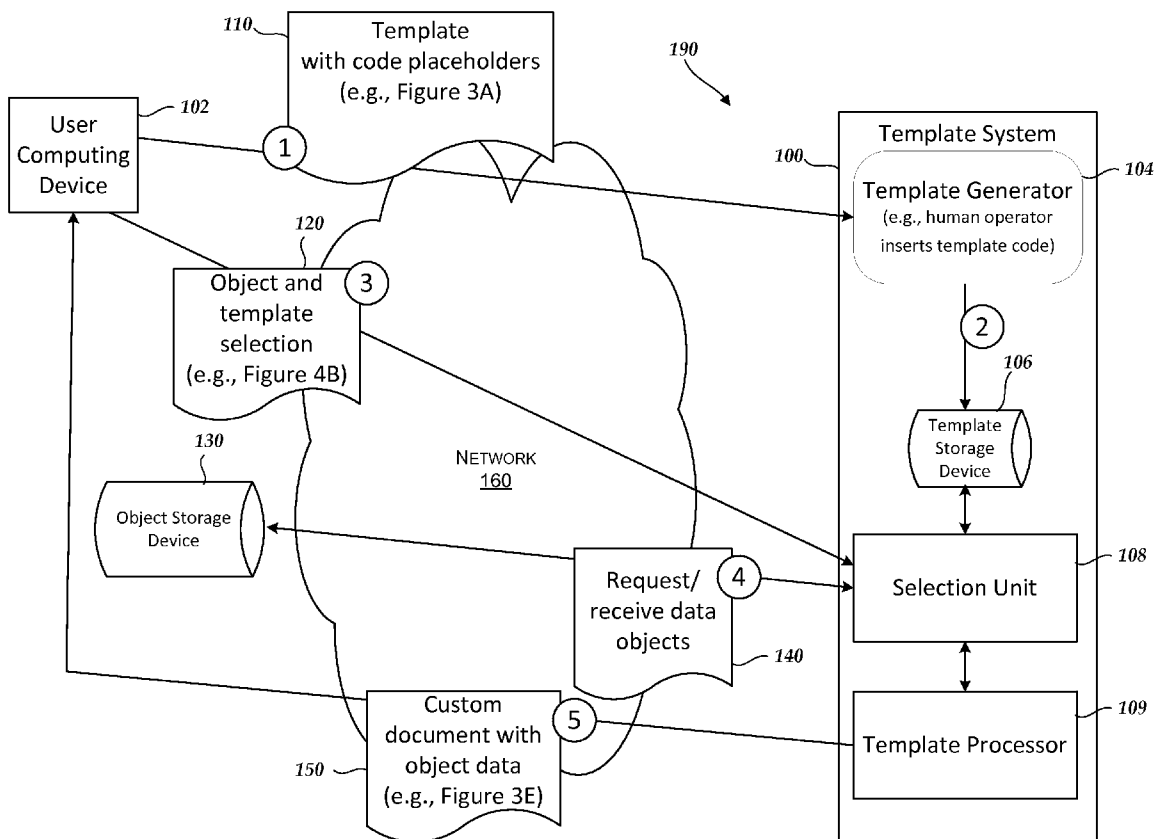 110
Template
with code placeholders
(e.g., Figure 3A)
190
102
User
Computing
Device
1
Template System
100
104
Template Generator
(e.g., human operator
inserts template code)
120
3
Object and
template
selection
(e.g., Figure 4B)
2
106
Template
Storage
Device
130
Object Storage
Device
NETWORK
160
108
Selection Unit
4
Request/
receive data
objects
140
109
Template Processor
5
Custom
document with
object data
(e.g., Figure 3E)
150